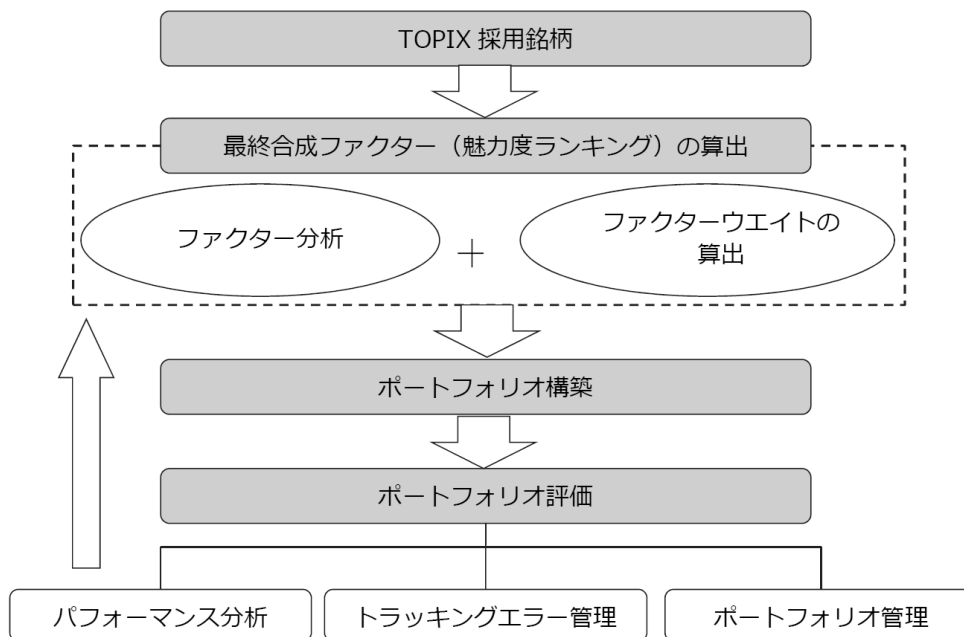 TOPIX 採用銘柄
最終合成ファクター（魅力度ランキング）の算出
ファクター分析
＋
ファクターウエイトの
算出
ポートフォリオ構築
ポートフォリオ評価
パフォーマンス分析
トラッキングエラー管理
ポートフォリオ管理